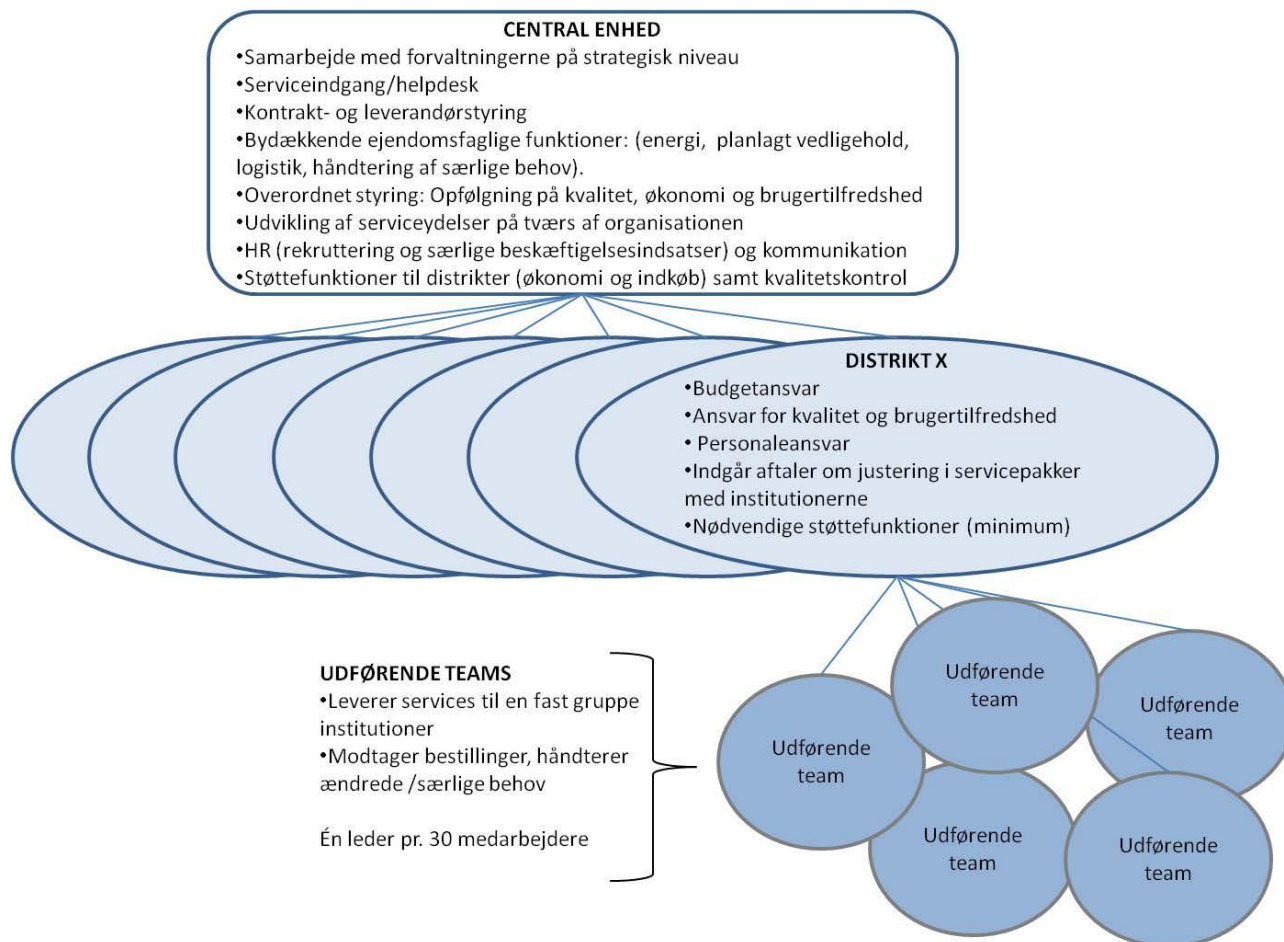 CENTRAL ENHED
•Samarbejde med forvaltningerne på strategisk niveau
•Serviceindgang/helpdesk
•Kontrakt- og leverandørstyring
•Bydækkende ejendomsfaglige funktioner: (energi, planlagt vedligehold,
logistik, håndtering af særlige behov).
•Overordnet styring: Opfølgning på kvalitet, økonomi og brugertilfredshed
•Udvikling af serviceydelser på tværs af organisationen
•HR (rekruttering og særlige beskæftigelsesindsatser) og kommunikation
•Støttefunktioner til distrikter (økonomi og indkøb) samt kvalitetskontrol
DISTRIKT X
•Budgetansvar
•Ansvar for kvalitet og brugertilfredshed
• Personaleansvar
•Indgår aftaler om justering i servicepakker
med institutionerne
•Nødvendige støttefunktioner (minimum)
UDFØRENDE TEAMS
•Leverer services til en fast gruppe
institutioner
•Modtager bestillinger, håndterer
ændrede /særlige behov
Én leder pr. 30 medarbejdere
Udførende
team
Udførende
team
Udførende
team
Udførende
team
Udførende
team